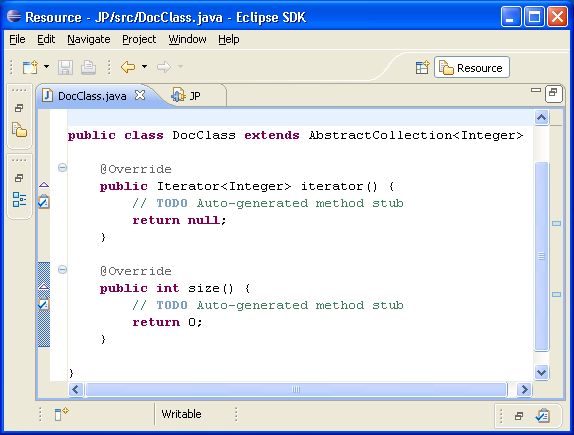 Resource - JP/src/DocClass.java - Eclipse SDK
File Edit Navigate Project Window Help
Resource
DocClass.java JP
public class DocClass extends AbstractCollection<Integer>
@Override
public Iterator<Integer> iterator() {
// TODO Auto-generated method stub
return null;
}
@Override
public int size() {
// TODO Auto-generated method stub
return 0;
}
}
Writable